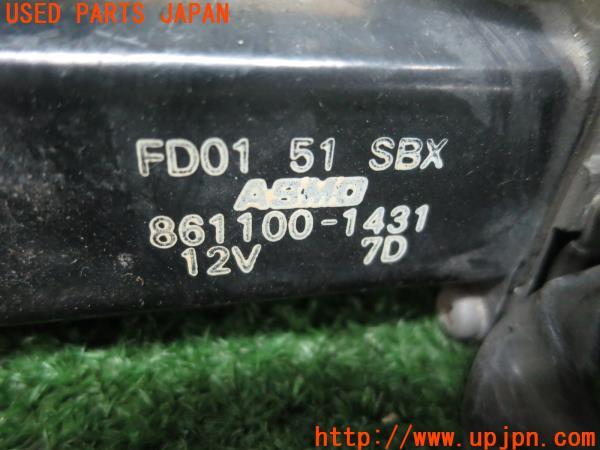 USED PARTS JAPAN
FD01 51 SBX
ASMO
861100-1431
12V 7D
http://www.upjpn.com